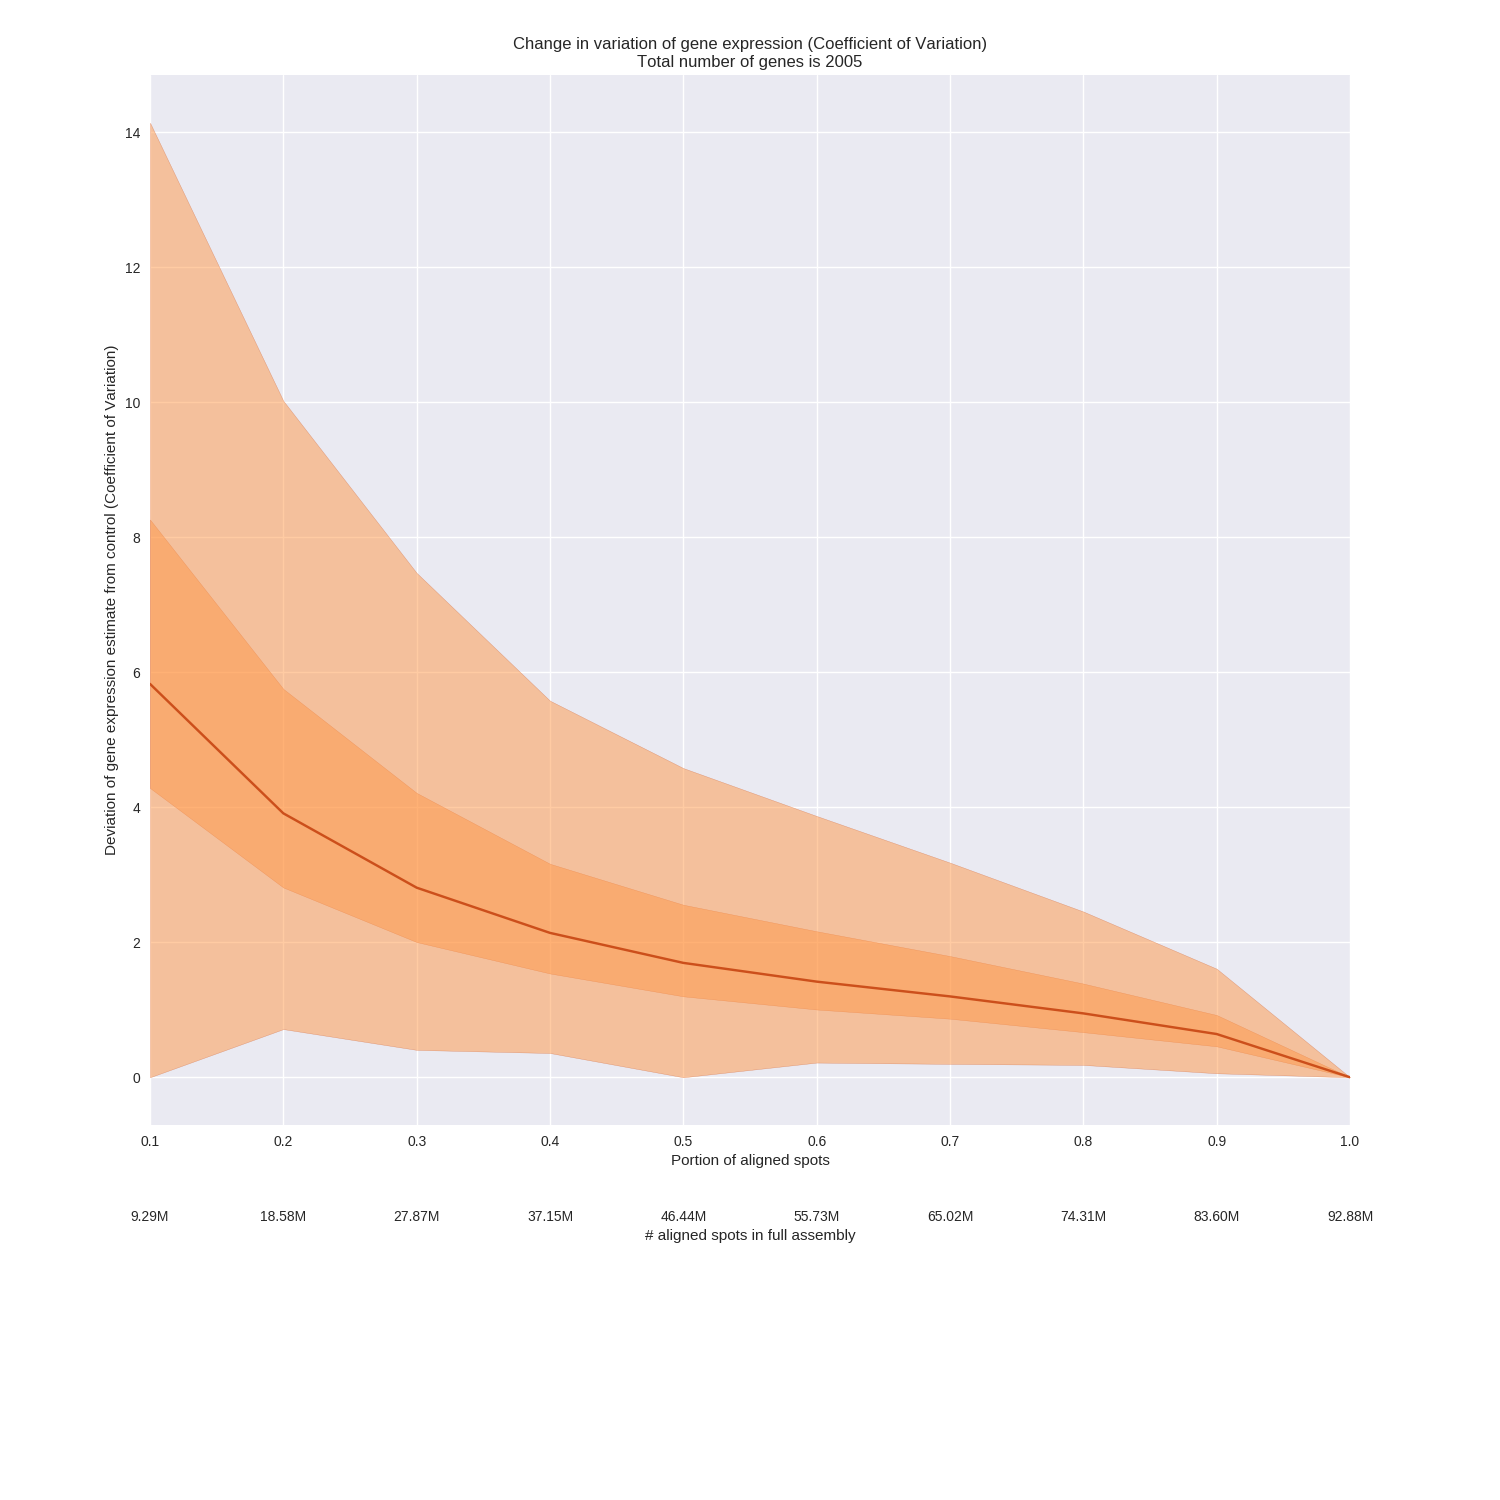 Change in variation of gene expression (Coefficient of Variation)
Total number of genes is 2005
Deviation of gene expression estimate from control (Coefficient of Variation)
14
12
10
8
6
4
2
0
0.1 0.2 0.3 0.4 0.5 0.6 0.7 0.8 0.9 1.0
Portion of aligned spots
9.29M 18.58M 27.87M 37.15M 46.44M 55.73M 65.02M 74.31M 83.60M 92.88M
# aligned spots in full assembly